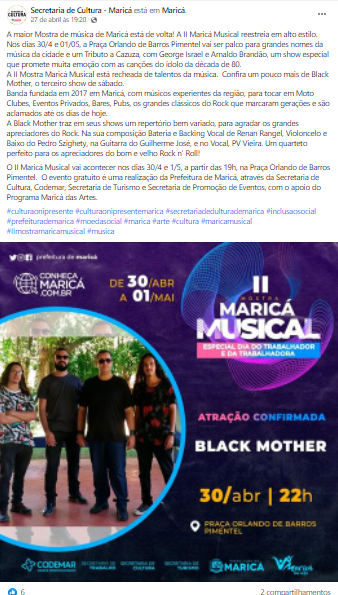 Secretaria de Cultura - Maricá está em Maricá.
27 de abril às 19:20
A maior Mostra de música de Maricá está de volta! A II Maricá Musical reestreia em alto estilo.
Nos dias 30/4 e 01/05, a Praça Orlando de Barros Pimentel vai ser palco para grandes nomes da
música da cidade e um Tributo a Cazuza, com George Israel e Arnaldo Brandão, um show especial
que promete muita emoção com as canções do ídolo da década de 80.
A II Mostra Maricá Musical está recheada de talentos da música. Confira um pouco mais de Black
Mother, o terceiro show de sábado.
Banda fundada em 2017 em Maricá, com músicos experientes da região, para tocar em Moto
Clubes, Eventos Privados, Bares, Pubs, os grandes clássicos do Rock que marcaram gerações e são
aclamados até os dias de hoje.
A Black Mother traz em seus shows um repertório bem variado, para agradar os grandes
apreciadores do Rock. Na sua composição Bateria e Backing Vocal de Renan Rangel, Violoncelo e
Baixo do Pedro Szighety, na Guitarra do Guilherme José, e no Vocal, PV Vieira. Um quarteto
perfeito para os apreciadores do bom e velho Rock n' Roll!
O II Maricá Musical vai acontecer nos dias 30/4 e 1/5, a partir das 19h, na Praça Orlando de Barros
Pimentel. O evento gratuito é uma realização da Prefeitura de Maricá, através da Secretaria de
Cultura, Codemar, Secretaria de Turismo e Secretaria de Promoção de Eventos, com o apoio do
Programa Maricá das Artes.
#culturaonipresente #culturaonipresentemarica #secretariadedulturademarica #inclusaosocial
#prefeiturademarica #moedasocial #marica #arte #cultura #maricamusical
#IImostramaricamusical #musica
prefeitura de maricá
CONHEÇA
MARICÁ
.COM.BR
DE 30/ABR
A 01/MAI
II
MOSTRA
MARICÁ
MUSICAL
ESPECIAL DIA DO TRABALHADOR
E DA TRABALHADORA
ATRAÇÃO CONFIRMADA
BLACK MOTHER
30/abr | 22h
PRAÇA ORLANDO DE BARROS
PIMENTEL
CODEMAR
SECRETARIA DE
TRABALHO
SECRETARIA DE
CULTURA
SECRETARIA DE
TURISMO
MARICÁ
6
2 compartilhamentos